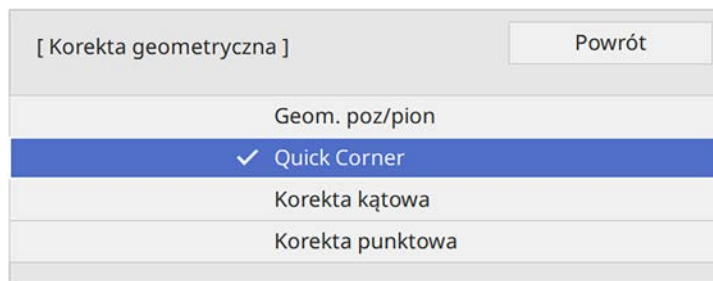 [ Korekta geometryczna ]
Powrót
Geom. poz/pion
Quick Corner
Korekta kątowa
Korekta punktowa